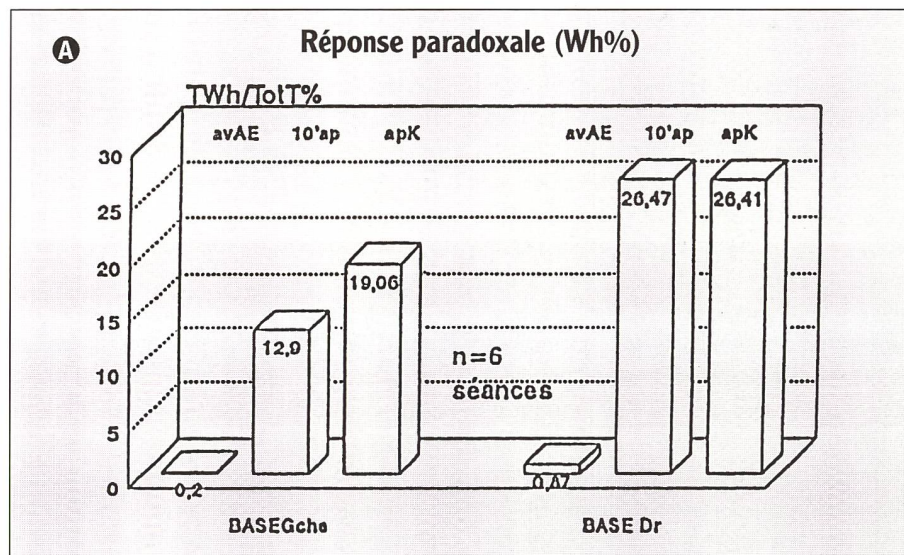 A
Réponse paradoxale (Wh%)
TWh/TotT%
avAE 10'ap apK avAE 10'ap apK
30
25
20
15
10
5
0
0,2
12,9
19,06
n=6
séances
0,87
26,47
26,41
BASEGche BASE Dr